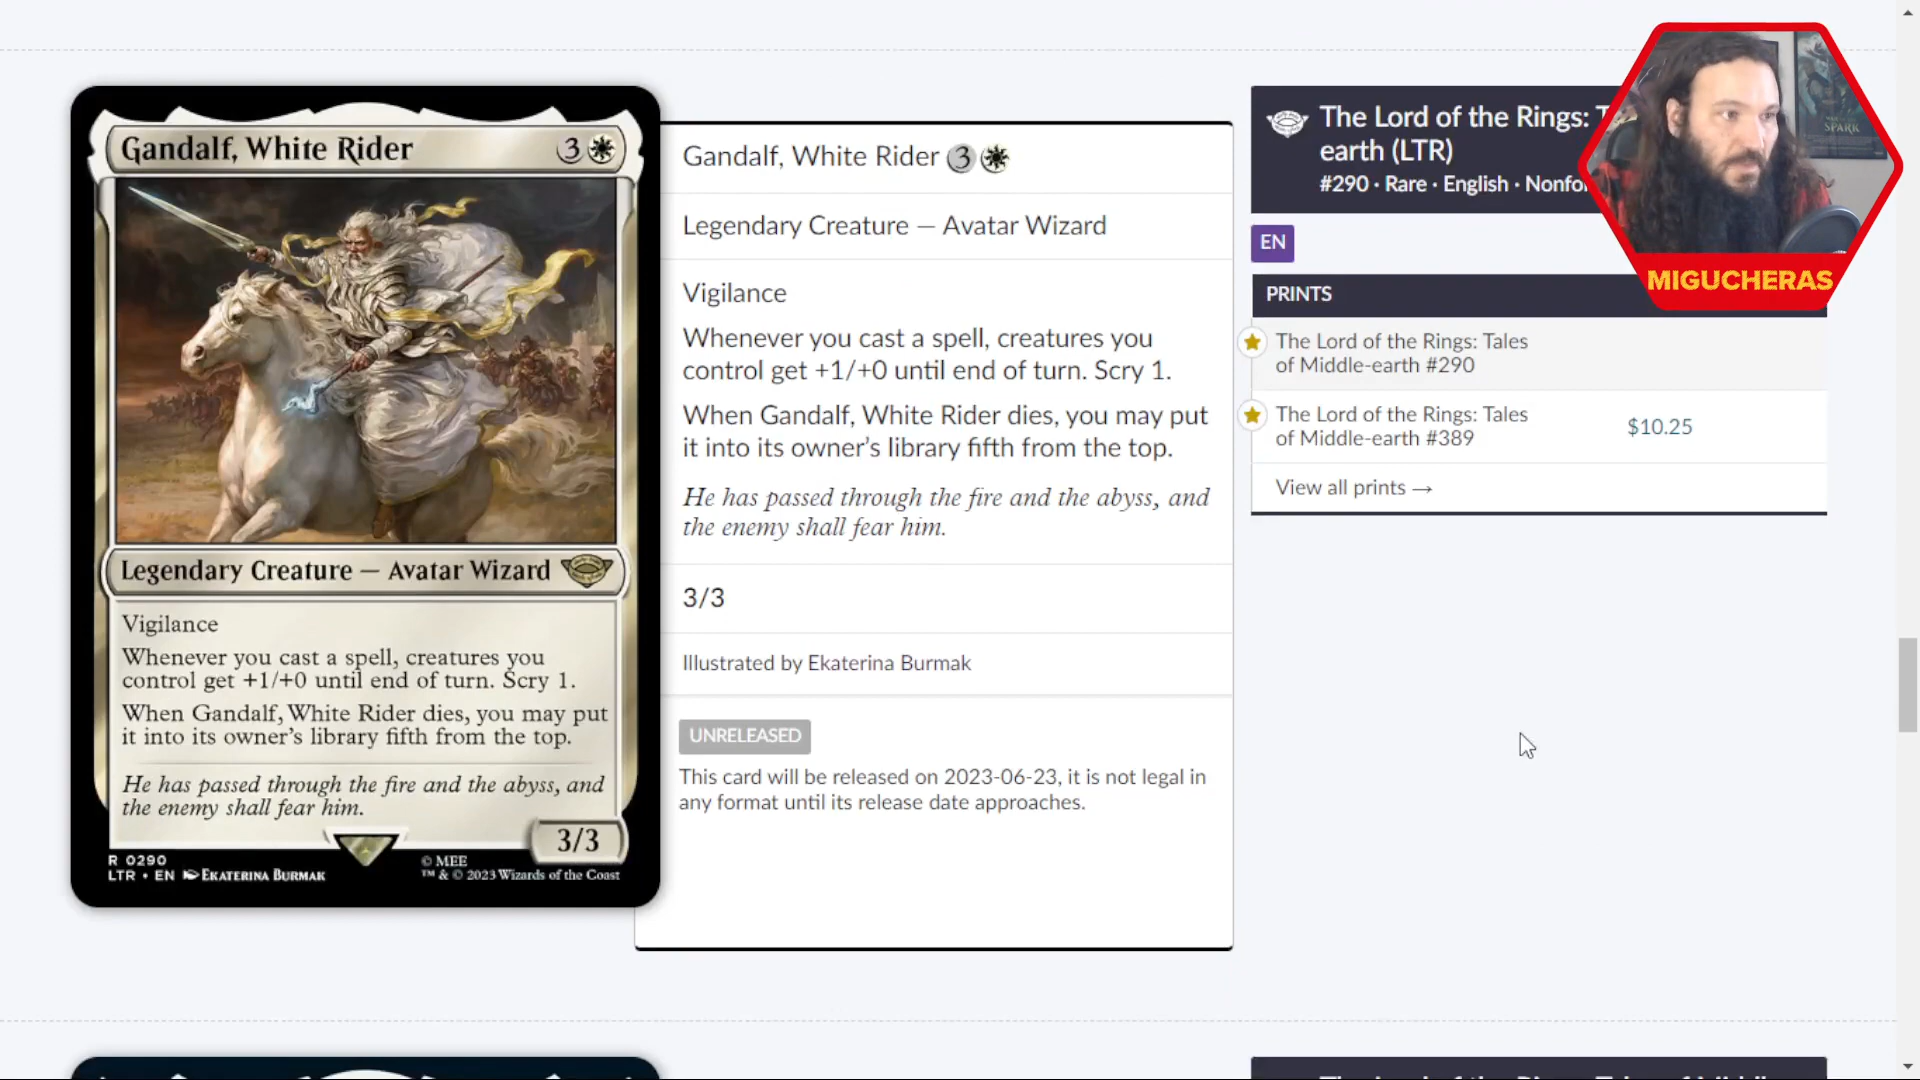 Gandalf, White Rider 3
Legendary Creature — Avatar Wizard
Vigilance
Whenever you cast a spell, creatures you
control get +1/+0 until end of turn. Scry 1.
When Gandalf, White Rider dies, you may put
it into its owner's library fifth from the top.
He has passed through the fire and the abyss, and
the enemy shall fear him.
3/3
R 0290
LTR • EN EKATERINA BURMAK
© MEE
™ & © 2023 Wizards of the Coast
Gandalf, White Rider 3
Legendary Creature — Avatar Wizard
Vigilance
Whenever you cast a spell, creatures you
control get +1/+0 until end of turn. Scry 1.
When Gandalf, White Rider dies, you may put
it into its owner's library fifth from the top.
He has passed through the fire and the abyss, and
the enemy shall fear him.
3/3
Illustrated by Ekaterina Burmak
UNRELEASED
This card will be released on 2023-06-23, it is not legal in
any format until its release date approaches.
The Lord of the Rings:
earth (LTR)
#290 · Rare · English ·
EN
PRINTS
The Lord of the Rings: Tales
of Middle-earth #290
The Lord of the Rings: Tales
of Middle-earth #389 $10.25
View all prints →
SPARK
MIGUCHERAS